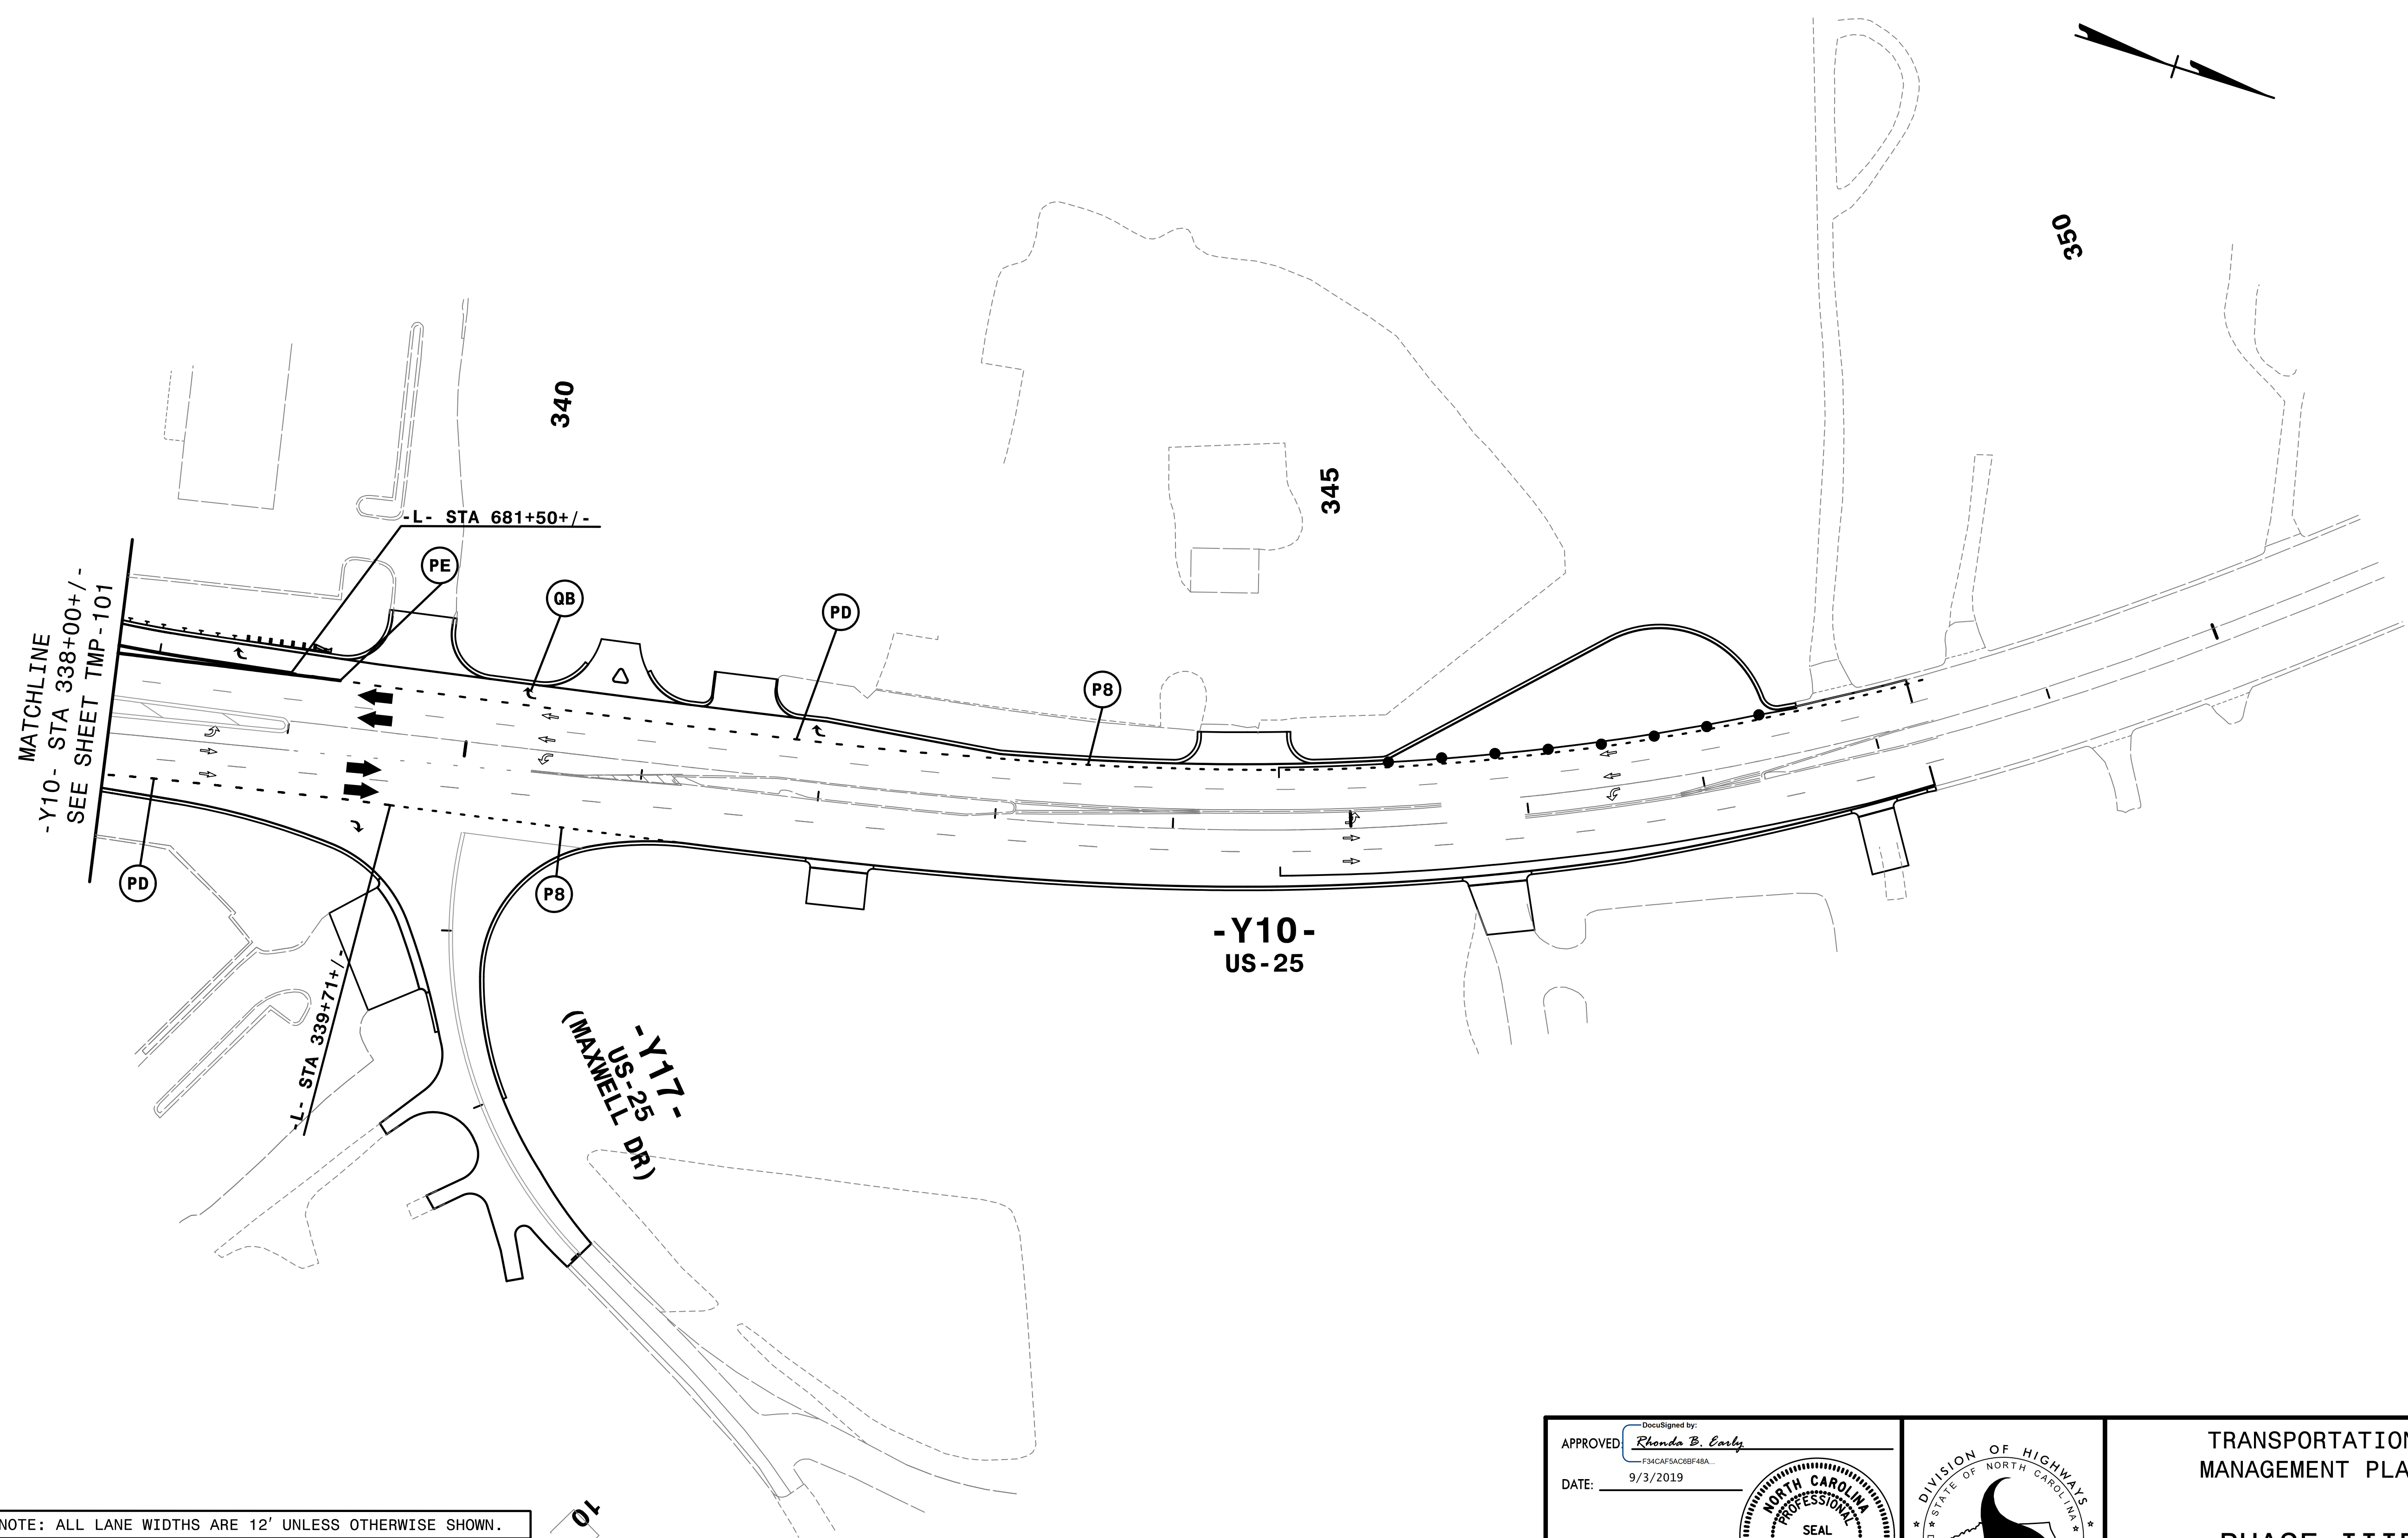 350
340
345
-L- STA 681+50+/-
PE
QB
PD
P8
MATCHLINE
-Y10- STA 338+00+/-
SEE SHEET TMP-101
PD
P8
-L- STA 339+71+/-
-Y10-
US-25
-Y17-
US-25
(MAXWELL DR)
10
NOTE: ALL LANE WIDTHS ARE 12' UNLESS OTHERWISE SHOWN.
DocuSigned by:
APPROVED: Rhonda B. Early
F34CAF5AC6BF48A...
DATE: 9/3/2019
NORTH CAROLINA
PROFESSIONAL
SEAL
DIVISION OF HIGHWAYS
STATE OF NORTH CAROLINA
TRANSPORTATION
MANAGEMENT PLA